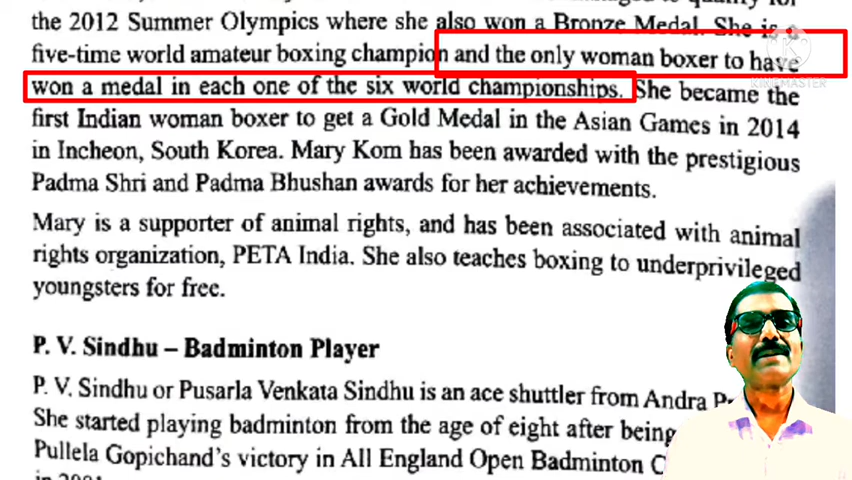 the 2012 Summer Olympics where she also won a Bronze Medal. She is
five-time world amateur boxing champion and the only woman boxer to have
won a medal in each one of the six world championships. She became the
first Indian woman boxer to get a Gold Medal in the Asian Games in 2014
in Incheon, South Korea. Mary Kom has been awarded with the prestigious
Padma Shri and Padma Bhushan awards for her achievements.
Mary is a supporter of animal rights, and has been associated with animal
rights organization, PETA India. She also teaches boxing to underprivileged
youngsters for free.
P. V. Sindhu – Badminton Player
P. V. Sindhu or Pusarla Venkata Sindhu is an ace shuttler from Andra
She started playing badminton from the age of eight after being
Pullela Gopichand's victory in All England Open Badminton
KINEMASTER